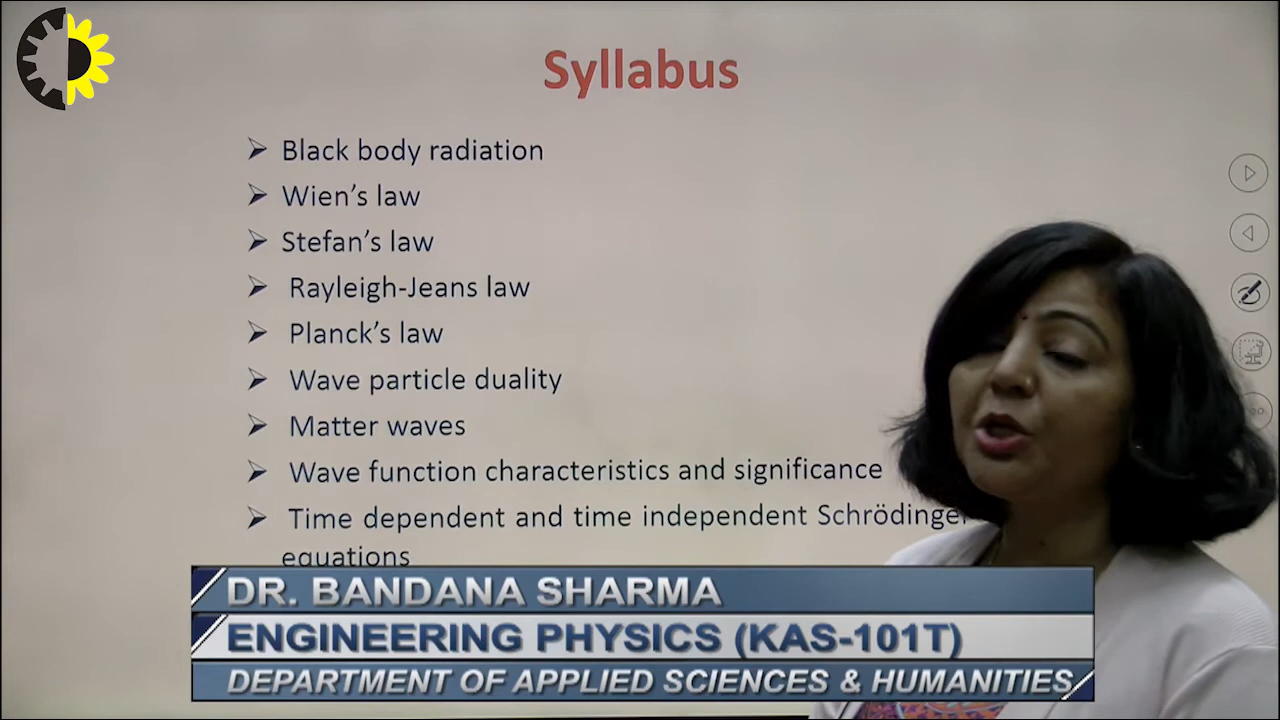 Syllabus
➢ Black body radiation
➢ Wien’s law
➢ Stefan’s law
➢ Rayleigh-Jeans law
➢ Planck’s law
➢ Wave particle duality
➢ Matter waves
➢ Wave function characteristics and significance
➢ Time dependent and time independent Schrödinger
equations
DR. BANDANA SHARMA
ENGINEERING PHYSICS (KAS-101T)
DEPARTMENT OF APPLIED SCIENCES & HUMANITIES